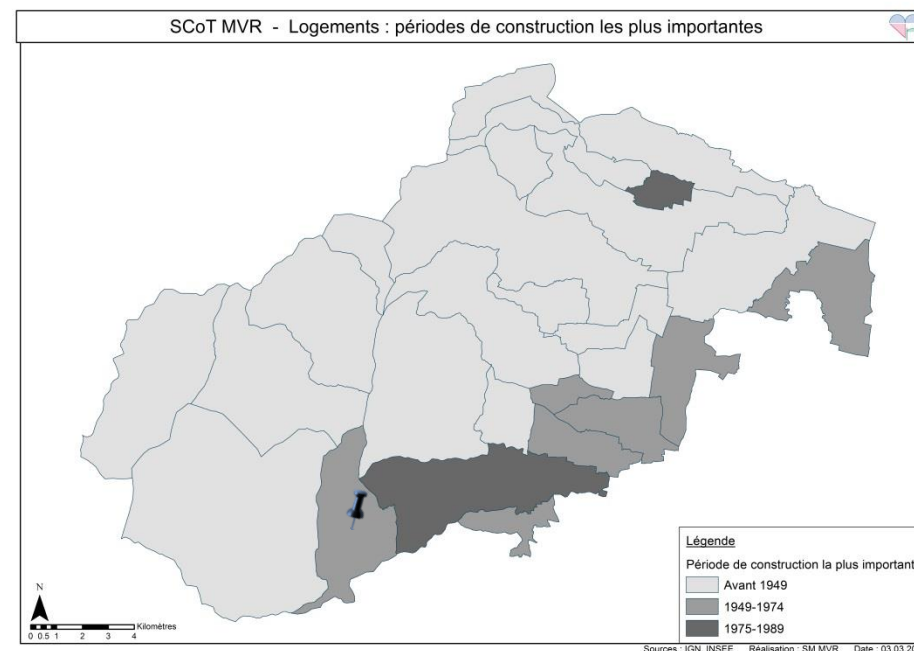 SCoT MVR - Logements : périodes de construction les plus importantes
Légende
Période de construction la plus important
Avant 1949
1949-1974
1975-1989
N
0 0.5 1 2 3 4 Kilomètres
Sources : IGN, INSEE Réalisation : SM MVR Date : 03.03.20